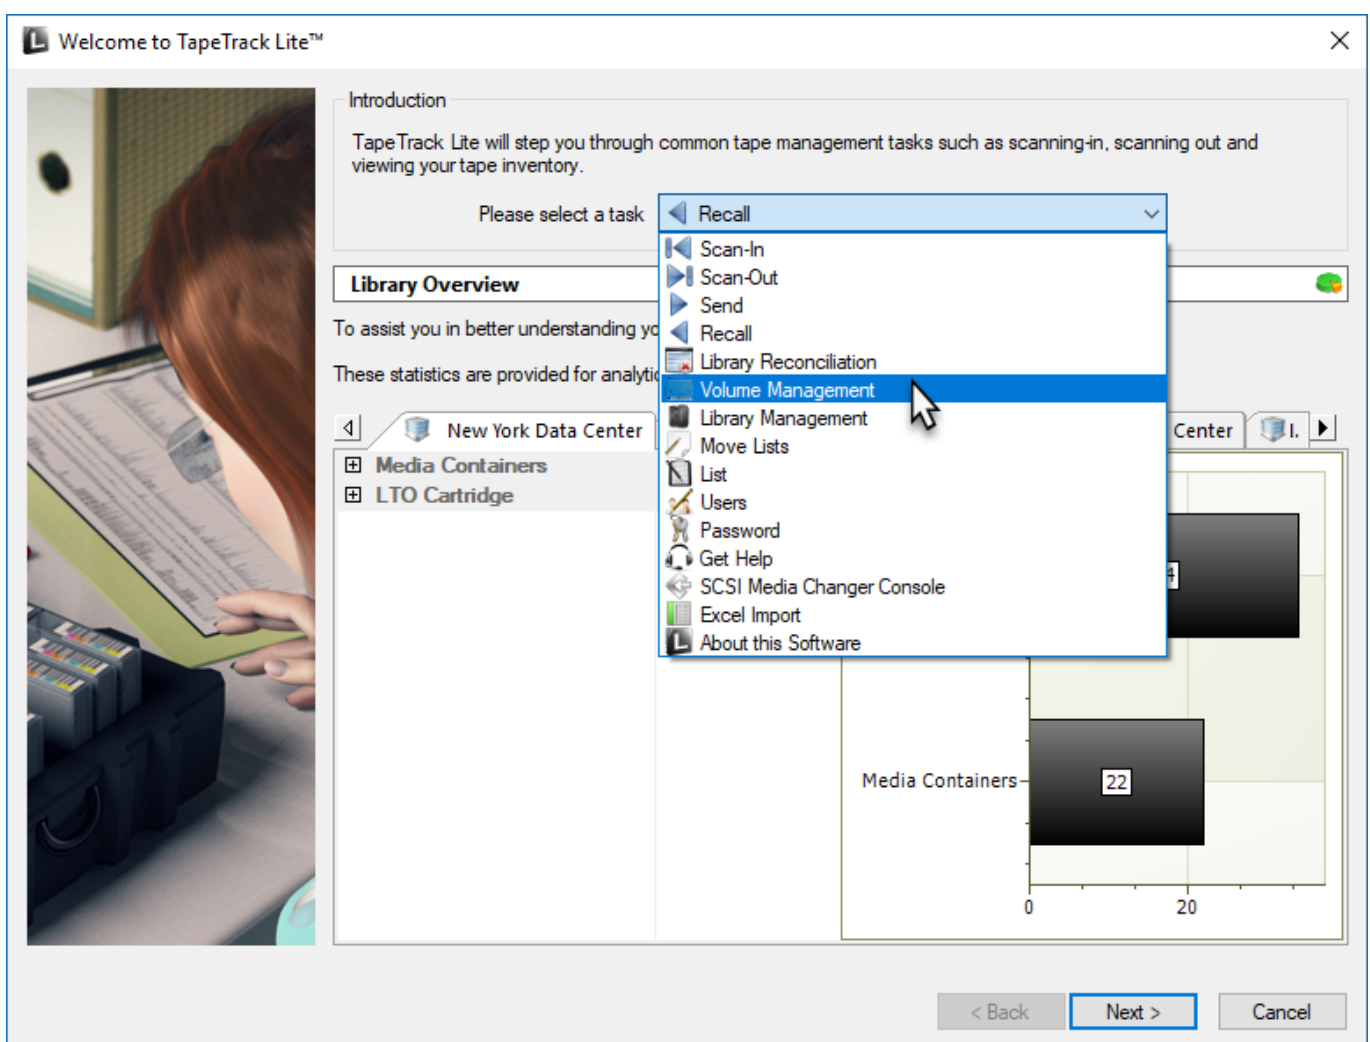 Welcome to TapeTrack Lite™
Introduction
TapeTrack Lite will step you through common tape management tasks such as scanning-in, scanning out and
viewing your tape inventory.
Please select a task
Recall
Scan-In
Scan-Out
Send
Recall
Library Reconciliation
Volume Management
Library Management
Move Lists
List
Users
Password
Get Help
SCSI Media Changer Console
Excel Import
About this Software
Library Overview
To assist you in better understanding yo
These statistics are provided for analytic
New York Data Center
Center
I.
Media Containers
LTO Cartridge
4
Media Containers
22
0
20
< Back
Next >
Cancel